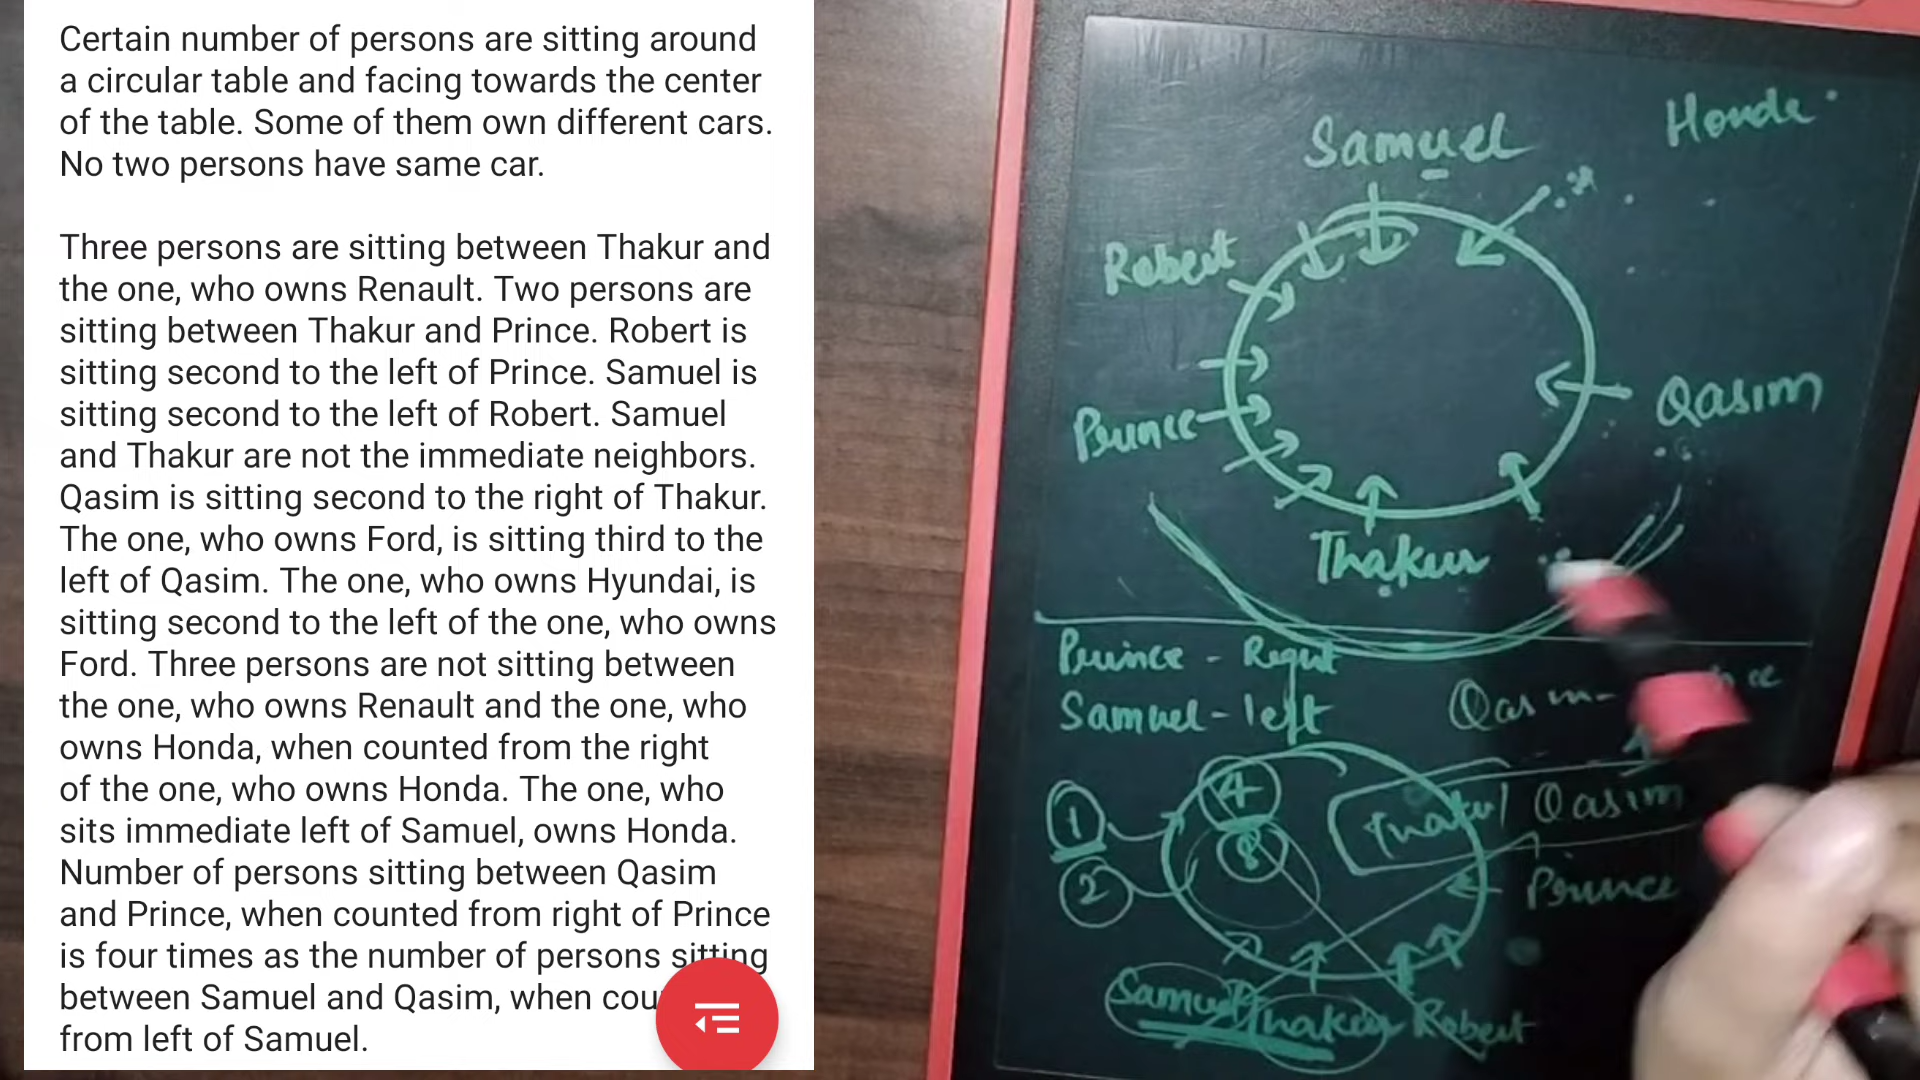 Certain number of persons are sitting around
a circular table and facing towards the center
of the table. Some of them own different cars.
No two persons have same car.
Three persons are sitting between Thakur and
the one, who owns Renault. Two persons are
sitting between Thakur and Prince. Robert is
sitting second to the left of Prince. Samuel is
sitting second to the left of Robert. Samuel
and Thakur are not the immediate neighbors.
Qasim is sitting second to the right of Thakur.
The one, who owns Ford, is sitting third to the
left of Qasim. The one, who owns Hyundai, is
sitting second to the left of the one, who owns
Ford. Three persons are not sitting between
the one, who owns Renault and the one, who
owns Honda, when counted from the right
of the one, who owns Honda. The one, who
sits immediate left of Samuel, owns Honda.
Number of persons sitting between Qasim
and Prince, when counted from right of Prince
is four times as the number of persons sitting
between Samuel and Qasim, when cou
from left of Samuel.
Honda
Samuel
Robert
Qasim
Prince
Thakur
Prince - Right
Samuel - left
Qasim -
1
4
Thakur
Qasim
8
2
Prince
Samuel
Thakur
Robert